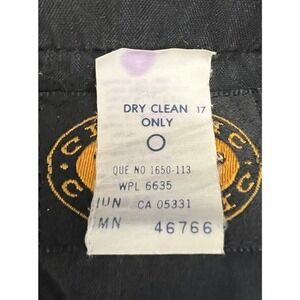 DRY CLEAN 17
ONLY
QUE NO 1650-113
WPL 6635
IUN CA 05331
MN 46766